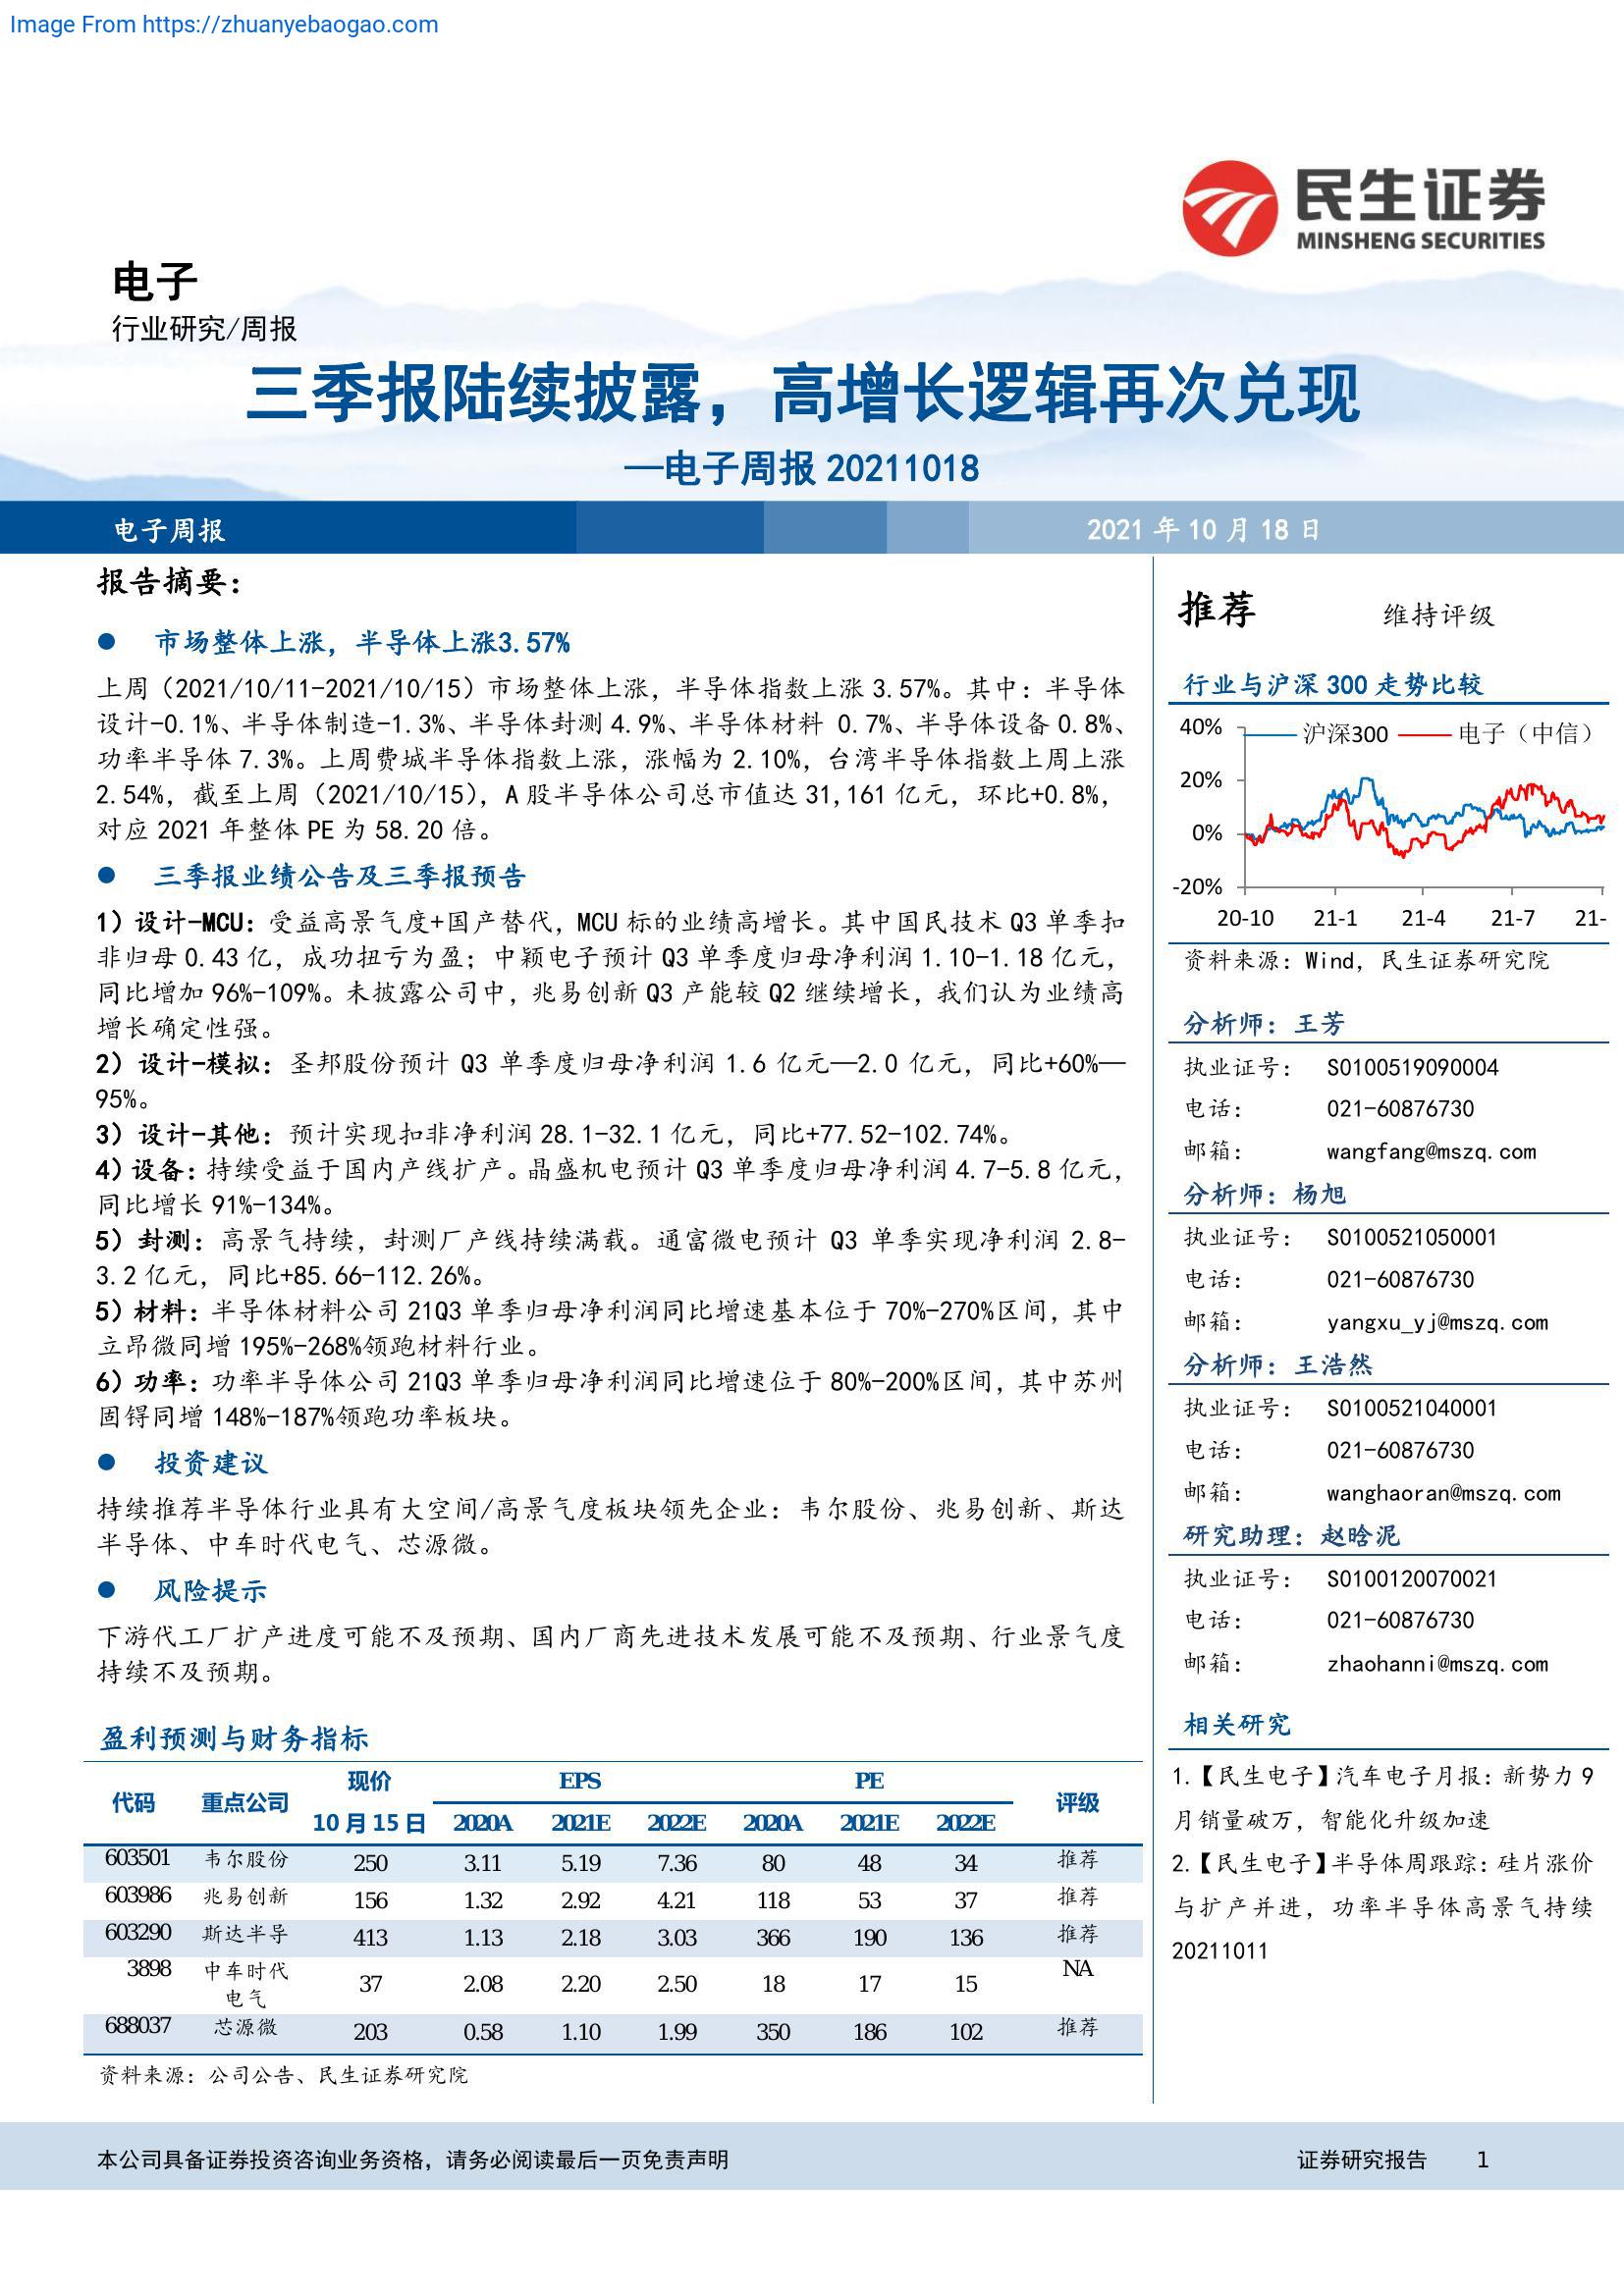 Image From https://zhuanyebaogao.com
民生证券
MINSHENG SECURITIES
电子
行业研究/周报
三季报陆续披露，高增长逻辑再次兑现
—电子周报 20211018
电子周报 2021 年 10 月 18 日
报告摘要：
● 市场整体上涨，半导体上涨3.57%
上周（2021/10/11-2021/10/15）市场整体上涨，半导体指数上涨 3.57%。其中：半导体
设计-0.1%、半导体制造-1.3%、半导体封测 4.9%、半导体材料 0.7%、半导体设备 0.8%、
功率半导体 7.3%。上周费城半导体指数上涨，涨幅为 2.10%，台湾半导体指数上周上涨
2.54%，截至上周（2021/10/15），A 股半导体公司总市值达 31,161 亿元，环比+0.8%，
对应 2021 年整体 PE 为 58.20 倍。
● 三季报业绩公告及三季报预告
1）设计-MCU：受益高景气度+国产替代，MCU 标的业绩高增长。其中国民技术 Q3 单季扣
非归母 0.43 亿，成功扭亏为盈；中颖电子预计 Q3 单季度归母净利润 1.10-1.18 亿元，
同比增加 96%-109%。未披露公司中，兆易创新 Q3 产能较 Q2 继续增长，我们认为业绩高
增长确定性强。
2）设计-模拟：圣邦股份预计 Q3 单季度归母净利润 1.6 亿元—2.0 亿元，同比+60%—
95%。
3）设计-其他：预计实现扣非净利润 28.1-32.1 亿元，同比+77.52-102.74%。
4）设备：持续受益于国内产线扩产。晶盛机电预计 Q3 单季度归母净利润 4.7-5.8 亿元，
同比增长 91%-134%。
5）封测：高景气持续，封测厂产线持续满载。通富微电预计 Q3 单季实现净利润 2.8-
3.2 亿元，同比+85.66-112.26%。
5）材料：半导体材料公司 21Q3 单季归母净利润同比增速基本位于 70%-270%区间，其中
立昂微同增 195%-268%领跑材料行业。
6）功率：功率半导体公司 21Q3 单季归母净利润同比增速位于 80%-200%区间，其中苏州
固锝同增 148%-187%领跑功率板块。
● 投资建议
持续推荐半导体行业具有大空间/高景气度板块领先企业：韦尔股份、兆易创新、斯达
半导体、中车时代电气、芯源微。
● 风险提示
下游代工厂扩产进度可能不及预期、国内厂商先进技术发展可能不及预期、行业景气度
持续不及预期。
盈利预测与财务指标
代码 重点公司 现价 EPS PE 评级
10 月 15 日 2020A 2021E 2022E 2020A 2021E 2022E
603501 韦尔股份 250 3.11 5.19 7.36 80 48 34 推荐
603986 兆易创新 156 1.32 2.92 4.21 118 53 37 推荐
603290 斯达半导 413 1.13 2.18 3.03 366 190 136 推荐
3898 中车时代 37 2.08 2.20 2.50 18 17 15 NA
电气
688037 芯源微 203 0.58 1.10 1.99 350 186 102 推荐
资料来源：公司公告、民生证券研究院
推荐 维持评级
行业与沪深 300 走势比较
沪深300 电子（中信）
40%
20%
0%
-20%
20-10 21-1 21-4 21-7 21-
资料来源：Wind，民生证券研究院
分析师：王芳
执业证号： S0100519090004
电话： 021-60876730
邮箱： wangfang@mszq.com
分析师：杨旭
执业证号： S0100521050001
电话： 021-60876730
邮箱： yangxu_yj@mszq.com
分析师：王浩然
执业证号： S0100521040001
电话： 021-60876730
邮箱： wanghaoran@mszq.com
研究助理：赵晗泥
执业证号： S0100120070021
电话： 021-60876730
邮箱： zhaohanni@mszq.com
相关研究
1.【民生电子】汽车电子月报：新势力 9
月销量破万，智能化升级加速
2.【民生电子】半导体周跟踪：硅片涨价
与扩产并进，功率半导体高景气持续
20211011
本公司具备证券投资咨询业务资格，请务必阅读最后一页免责声明 证券研究报告 1